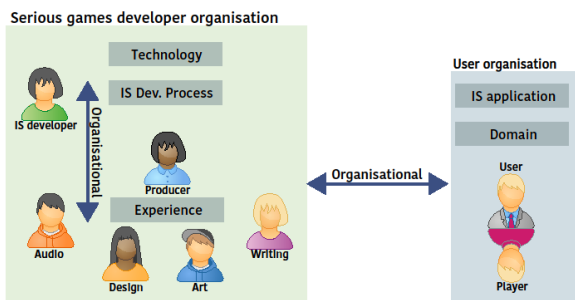 Serious games developer organisation
Technology
IS Dev. Process
IS developer
Organisational
Producer
Experience
Audio
Design
Art
Writing
Organisational
User organisation
IS application
Domain
User
Player